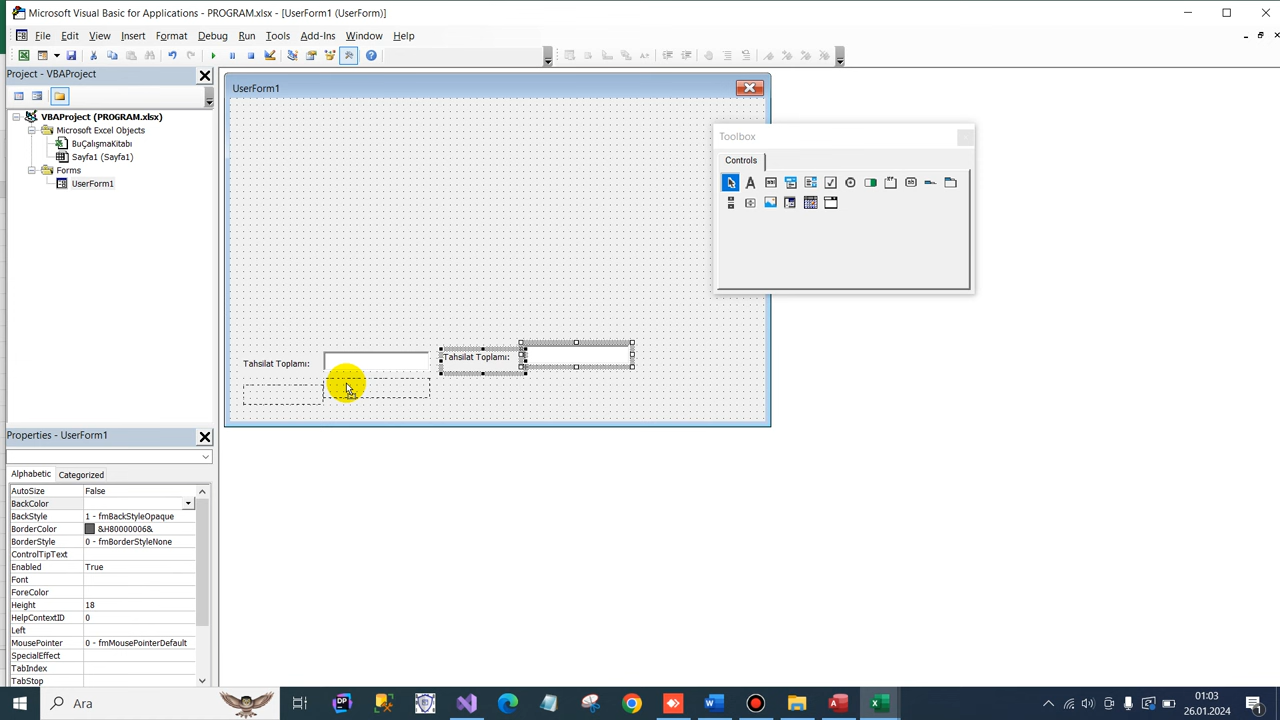 Microsoft Visual Basic for Applications - PROGRAM.xlsx - [UserForm1 (UserForm)]
File Edit View Insert Format Debug Run Tools Add-Ins Window Help
Project - VBAProject
VBAProject (PROGRAM.xlsx)
Microsoft Excel Objects
BuÇalışmaKitabı
Sayfa1 (Sayfa1)
Forms
UserForm1
UserForm1
Tahsilat Toplamı:
Tahsilat Toplamı:
Toolbox
Controls
Properties - UserForm1
Alphabetic Categorized
AutoSize False
BackColor
BackStyle 1 - fmBackStyleOpaque
BorderColor &H80000006&
BorderStyle 0 - fmBorderStyleNone
ControlTipText
Enabled True
Font
ForeColor
Height 18
HelpContextID 0
Left
MousePointer 0 - fmMousePointerDefault
SpecialEffect
TabIndex
TabStop
Ara
01:03
26.01.2024